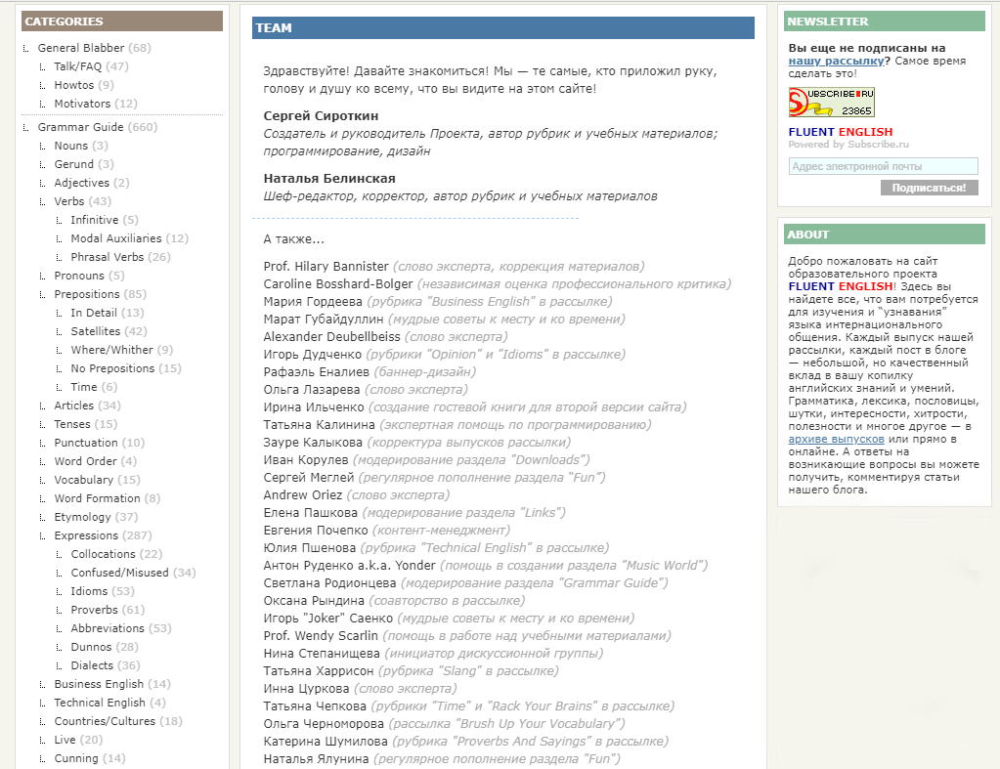 CATEGORIES
General Blabber (68)
Talk/FAQ (47)
Howtos (9)
Motivators (12)
Grammar Guide (660)
Nouns (3)
Gerund (3)
Adjectives (2)
Verbs (43)
Infinitive (5)
Modal Auxiliaries (12)
Phrasal Verbs (26)
Pronouns (5)
Prepositions (85)
In Detail (13)
Satellites (42)
Where/Whither (9)
No Prepositions (15)
Time (6)
Articles (34)
Tenses (15)
Punctuation (10)
Word Order (4)
Vocabulary (15)
Word Formation (8)
Etymology (37)
Expressions (287)
Collocations (22)
Confused/Misused (34)
Idioms (53)
Proverbs (61)
Abbreviations (53)
Dunnos (28)
Dialects (36)
Business English (14)
Technical English (4)
Countries/Cultures (18)
Live (20)
Cunning (14)
TEAM
Здравствуйте! Давайте знакомиться! Мы — те самые, кто приложил руку,
голову и душу ко всему, что вы видите на этом сайте!
Сергей Сироткин
Создатель и руководитель Проекта, автор рубрик и учебных материалов;
программирование, дизайн
Наталья Белинская
Шеф-редактор, корректор, автор рубрик и учебных материалов
А также...
Prof. Hilary Bannister (слово эксперта, коррекция материалов)
Caroline Bosshard-Bolger (независимая оценка профессионального критика)
Мария Гордеева (рубрика "Business English" в рассылке)
Марат Губайдуллин (мудрые советы к месту и ко времени)
Alexander Deubellbeiss (слово эксперта)
Игорь Дудченко (рубрики "Opinion" и "Idioms" в рассылке)
Рафаэль Еналиев (баннер-дизайн)
Ольга Лазарева (слово эксперта)
Ирина Ильченко (создание гостевой книги для второй версии сайта)
Татьяна Калинина (экспертная помощь по программированию)
Зауре Калыкова (корректура выпусков рассылки)
Иван Корулев (модерирование раздела "Downloads")
Сергей Меглей (регулярное пополнение раздела “Fun”)
Andrew Oriez (слово эксперта)
Елена Пашкова (модерирование раздела "Links")
Евгения Почепко (контент-менеджмент)
Юлия Пшенова (рубрика "Technical English" в рассылке)
Антон Руденко a.k.a. Yonder (помощь в создании раздела "Music World")
Светлана Родионцева (модерирование раздела "Grammar Guide")
Оксана Рындина (соавторство в рассылке)
Игорь "Joker" Саенко (мудрые советы к месту и ко времени)
Prof. Wendy Scarlin (помощь в работе над учебными материалами)
Нина Степанищева (инициатор дискуссионной группы)
Татьяна Харрисон (рубрика "Slang" в рассылке)
Инна Цуркова (слово эксперта)
Татьяна Чепкова (рубрики "Time" и "Rack Your Brains" в рассылке)
Ольга Черноморова (рассылка "Brush Up Your Vocabulary")
Катерина Шумилова (рубрика "Proverbs And Sayings" в рассылке)
Наталья Ялунина (регулярное пополнение раздела "Fun")
NEWSLETTER
Вы еще не подписаны на
нашу рассылку? Самое время
сделать это!
SUBSCRIBE.RU
23865
FLUENT ENGLISH
Powered by Subscribe.ru
Адрес электронной почты
Подписаться!
ABOUT
Добро пожаловать на сайт
образовательного проекта
FLUENT ENGLISH! Здесь вы
найдете все, что вам потребуется
для изучения и “узнавания”
языка интернационального
общения. Каждый выпуск нашей
рассылки, каждый пост в блоге
— небольшой, но качественный
вклад в вашу копилку
английских знаний и умений.
Грамматика, лексика, пословицы,
шутки, интересности, хитрости,
полезности и многое другое — в
архиве выпусков или прямо в
онлайне. А ответы на
возникающие вопросы вы можете
получить, комментируя статьи
нашего блога.